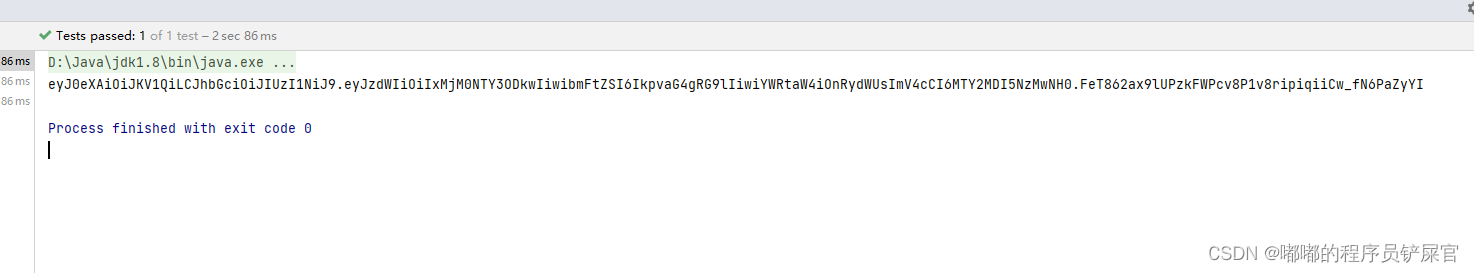 Tests passed: 1 of 1 test – 2 sec 86 ms
86 ms
D:\Java\jdk1.8\bin\java.exe ...
86 ms
eyJ0eXAiOiJKV1QiLCJhbGciOiJIUzI1NiJ9.eyJzdWIiOiIxMjM0NTY3ODkwIiwibmFtZSI6IkpvaG4gRG9lIiwiYWRtaW4iOnRydWUsImV4cCI6MTY2MDI5NzMwNH0.FeT862ax9lUPzkFWPcv8P1v8ripiqiiCw_fN6PaZyYI
86 ms
Process finished with exit code 0
CSDN @嘟嘟的程序员铲屎官